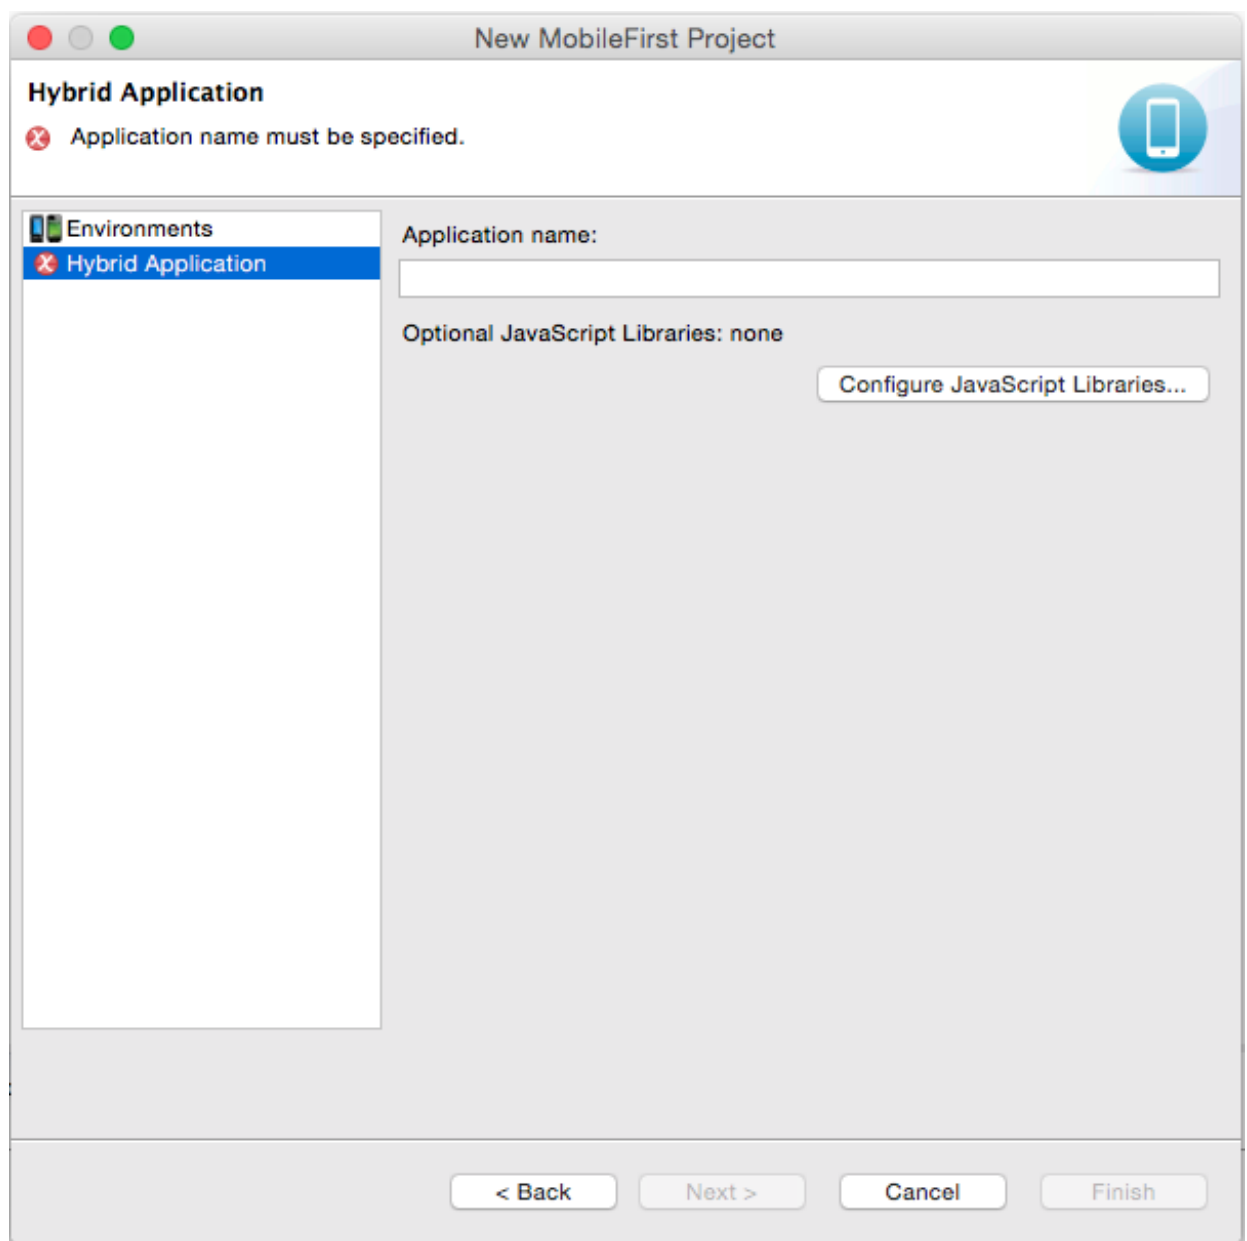 New MobileFirst Project
Hybrid Application
Application name must be specified.
Environments
Hybrid Application
Application name:
Optional JavaScript Libraries: none
Configure JavaScript Libraries...
< Back
Next >
Cancel
Finish